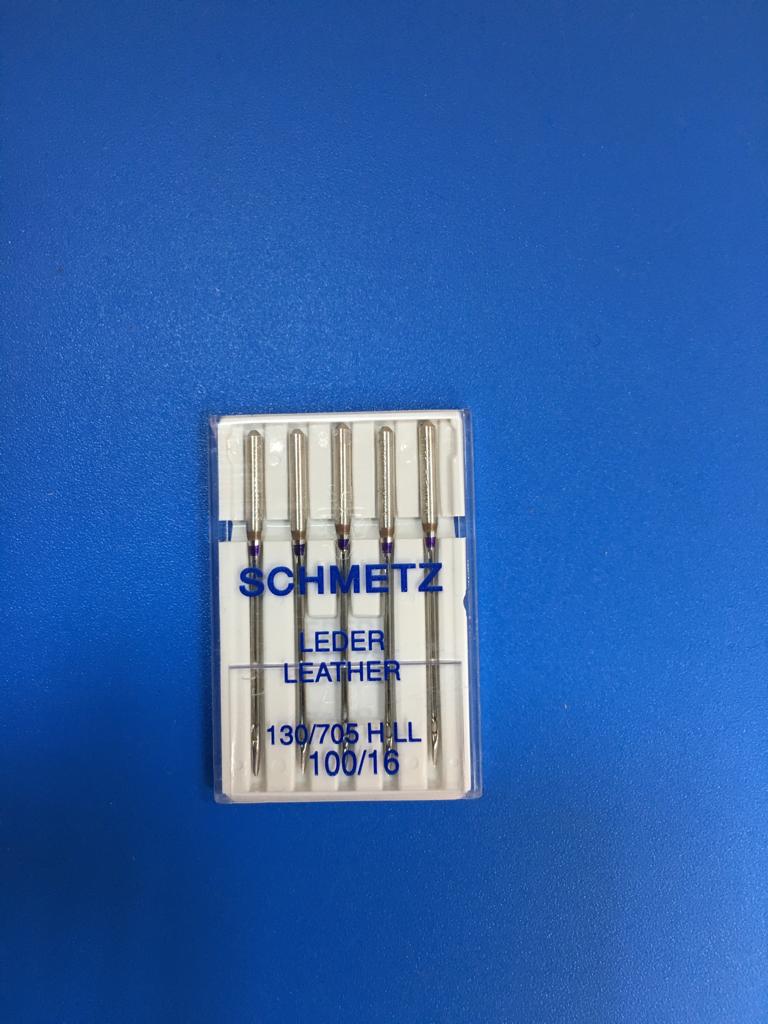 SCHMETZ
LEDER
LEATHER
130/705 H LL
100/16